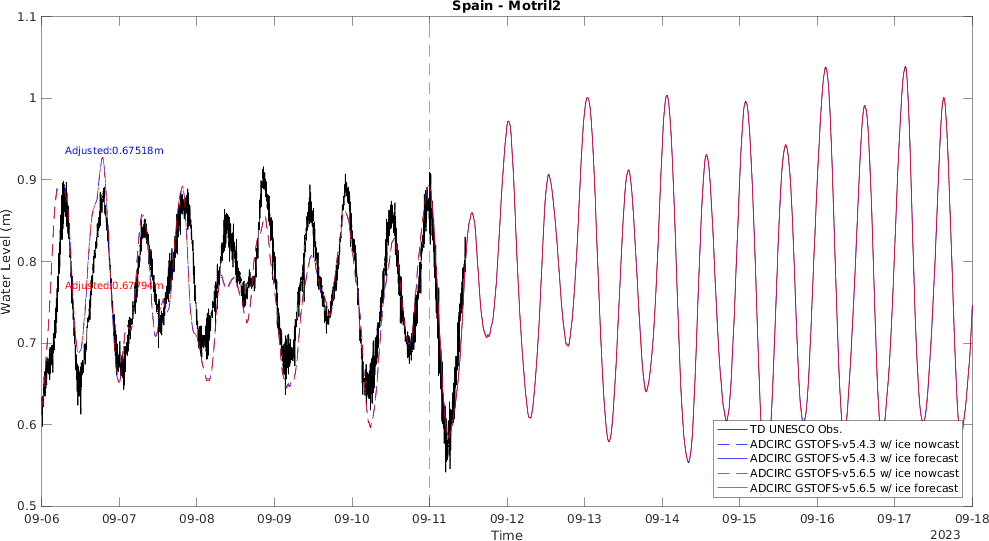 Spain - Motril2
1.1
1
0.9
0.8
0.7
0.6
0.5
Water Level (m)
Adjusted:0.67518m
Adjusted:0.67794m
TD UNESCO Obs.
ADCIRC GSTOFS-v5.4.3 w/ ice nowcast
ADCIRC GSTOFS-v5.4.3 w/ ice forecast
ADCIRC GSTOFS-v5.6.5 w/ ice nowcast
ADCIRC GSTOFS-v5.6.5 w/ ice forecast
09-06 09-07 09-08 09-09 09-10 09-11 09-12 09-13 09-14 09-15 09-16 09-17 09-18
Time
2023